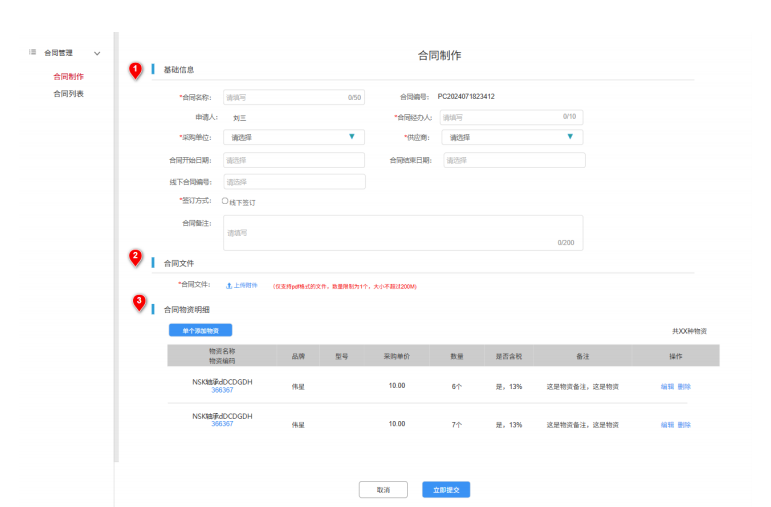 合同管理
合同制作
合同列表
合同制作
1 基础信息
*合同名称: 请填写 0/50 合同编号: PC2024071823412
申请人: 刘三 *合同经办人: 请填写 0/10
*采购单位: 请选择 *供应商: 请选择
合同开始日期: 请选择 合同结束日期: 请选择
线下合同编号: 请选择
*签订方式: 线下签订
合同备注: 请填写
0/200
2 合同文件
*合同文件: 上传附件 (仅支持pdf格式的文件,数量限制为1个,大小不超过200M)
3 合同物资明细
单个添加物资 共XX种物资
物资名称
物资编码 品牌 型号 采购单价 数量 是否含税 备注 操作
NSK轴承dDCDGDH
366367 伟星 10.00 6个 是,13% 这是物资备注,这是物资 编辑 删除
NSK轴承dDCDGDH
366367 伟星 10.00 7个 是,13% 这是物资备注,这是物资 编辑 删除
取消 立即提交